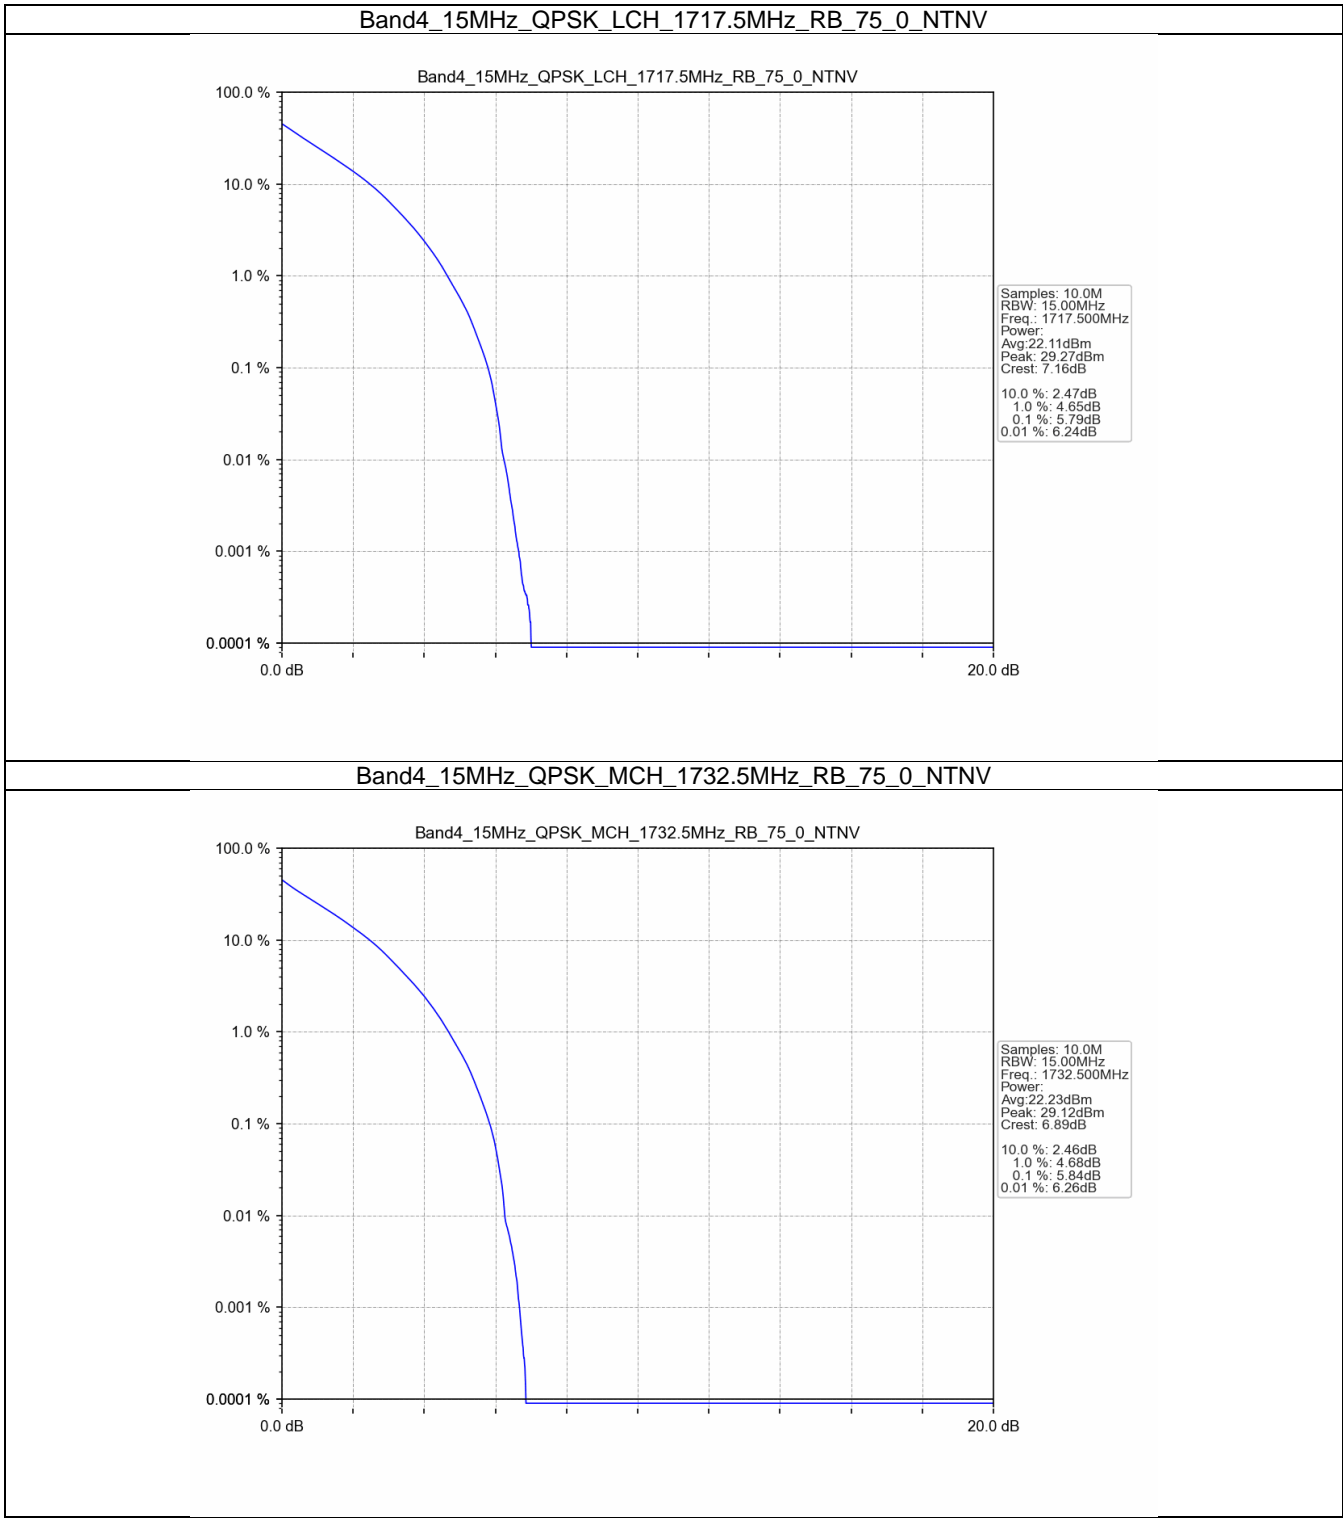 Band4_15MHz_QPSK_LCH_1717.5MHz_RB_75_0_NTNV
Band4_15MHz_QPSK_LCH_1717.5MHz_RB_75_0_NTNV
100.0 %
10.0 %
1.0 %
0.1 %
0.01 %
0.001 %
0.0001 %
0.0 dB
20.0 dB
Samples: 10.0M
RBW: 15.00MHz
Freq.: 1717.500MHz
Power:
Avg:22.11dBm
Peak: 29.27dBm
Crest: 7.16dB
10.0 %: 2.47dB
1.0 %: 4.65dB
0.1 %: 5.79dB
0.01 %: 6.24dB
Band4_15MHz_QPSK_MCH_1732.5MHz_RB_75_0_NTNV
Band4_15MHz_QPSK_MCH_1732.5MHz_RB_75_0_NTNV
100.0 %
10.0 %
1.0 %
0.1 %
0.01 %
0.001 %
0.0001 %
0.0 dB
20.0 dB
Samples: 10.0M
RBW: 15.00MHz
Freq.: 1732.500MHz
Power:
Avg:22.23dBm
Peak: 29.12dBm
Crest: 6.89dB
10.0 %: 2.46dB
1.0 %: 4.68dB
0.1 %: 5.84dB
0.01 %: 6.26dB